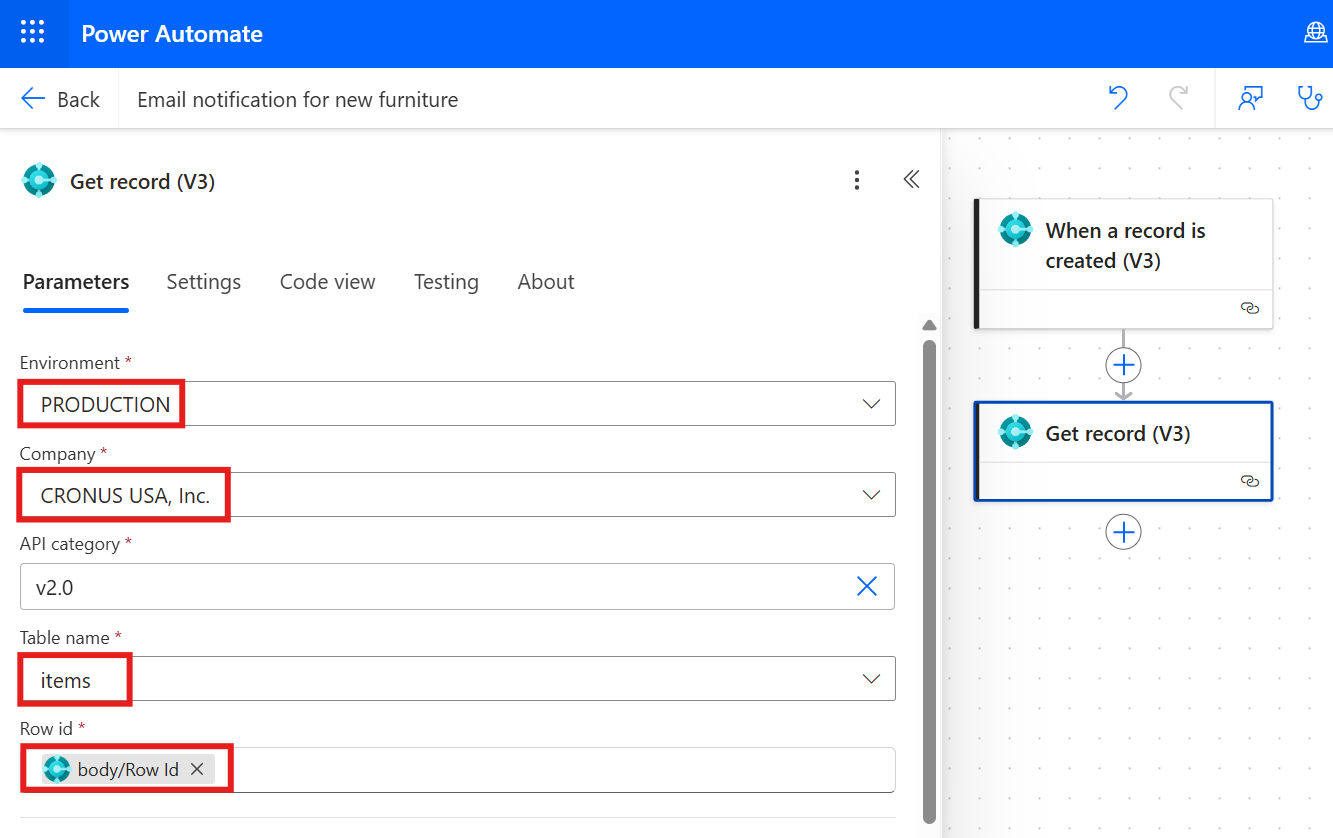 Power Automate
Back
Email notification for new furniture
Get record (V3)
Parameters
Settings
Code view
Testing
About
Environment *
PRODUCTION
Company *
CRONUS USA, Inc.
API category *
v2.0
Table name *
items
Row id *
body/Row Id
When a record is
created (V3)
Get record (V3)